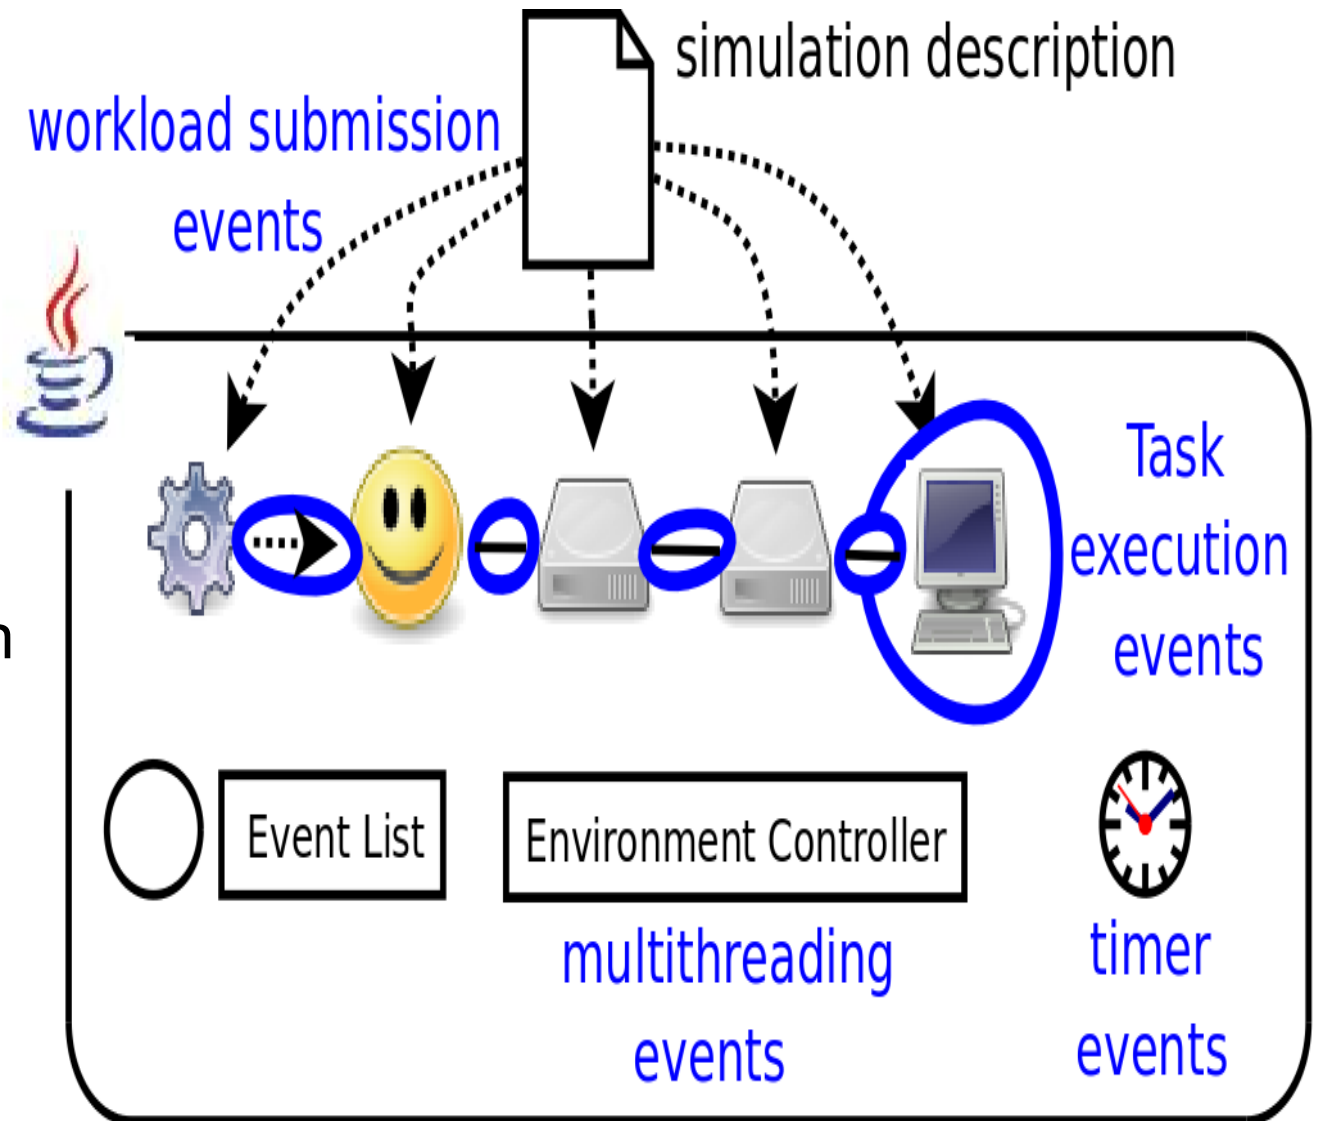 simulation description
workload submission
events
Task
execution
events
n
Event List
Environment Controller
multithreading
events
timer
events